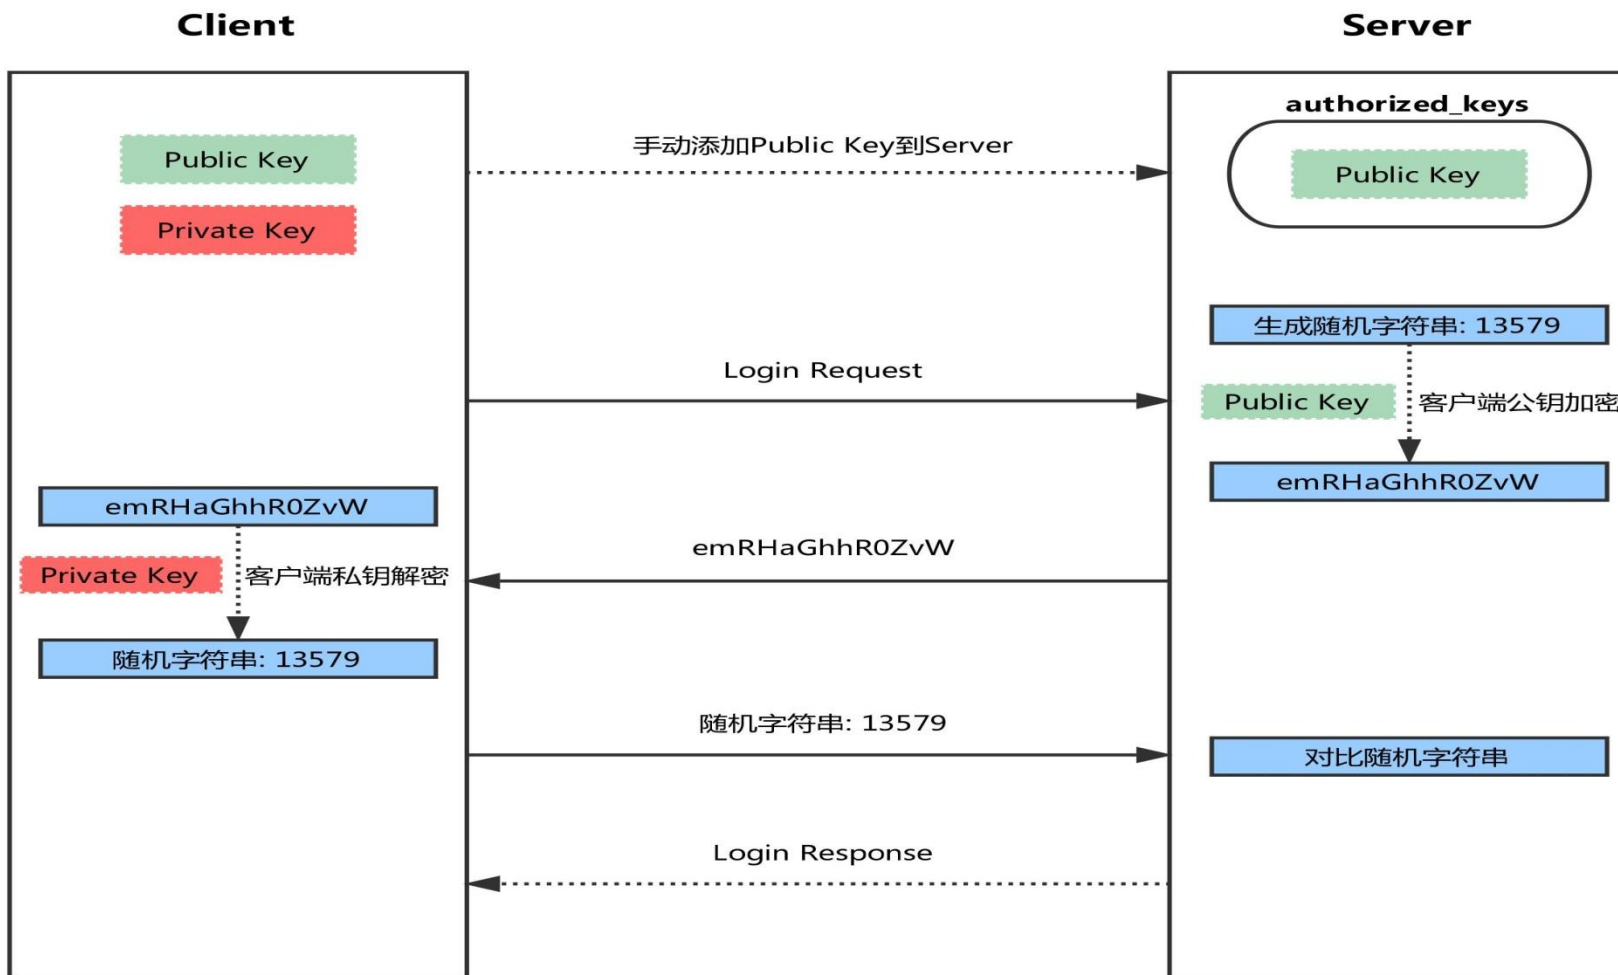 Client
Server
authorized_keys
Public Key
手动添加Public Key到Server
Public Key
Private Key
生成随机字符串: 13579
Login Request
Public Key
客户端公钥加密
emRHaGhhR0ZvW
emRHaGhhR0ZvW
emRHaGhhR0ZvW
Private Key
客户端私钥解密
随机字符串: 13579
随机字符串: 13579
对比随机字符串
Login Response